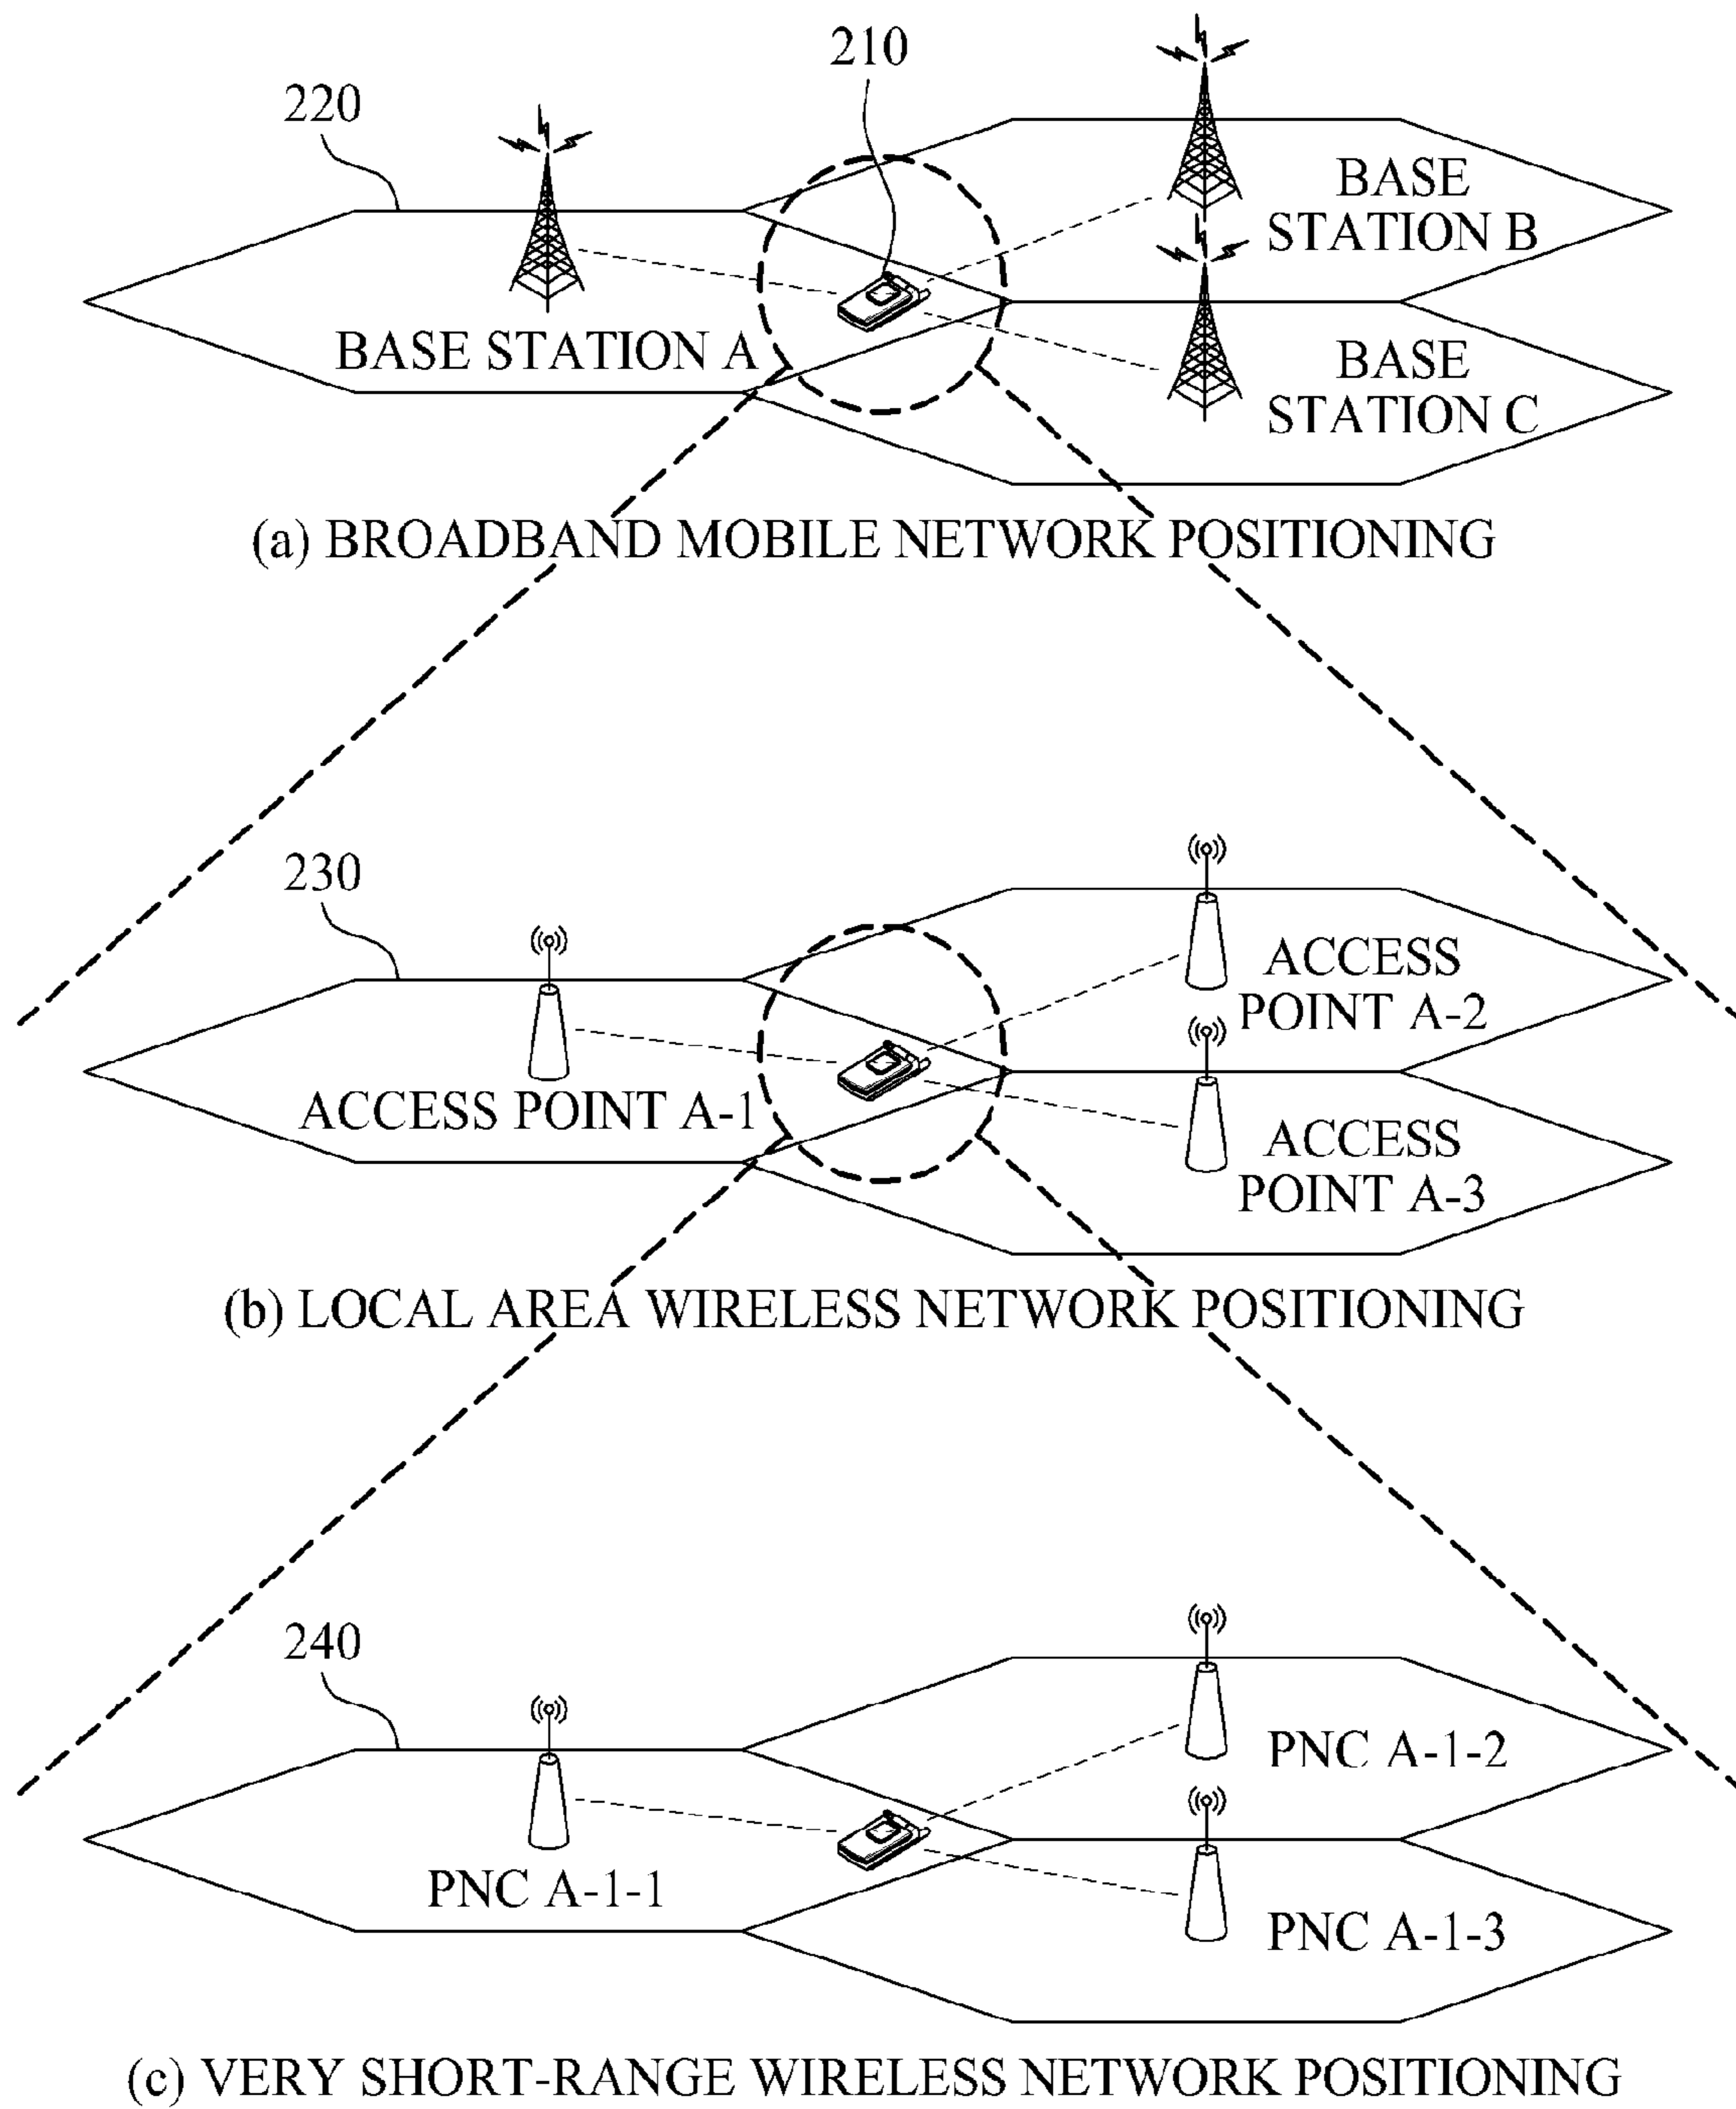 210
220
BASE
STATION B
BASE STATION A
BASE
STATION C
(a) BROADBAND MOBILE NETWORK POSITIONING
230
ACCESS
POINT A-2
ACCESS POINT A-1
ACCESS
POINT A-3
(b) LOCAL AREA WIRELESS NETWORK POSITIONING
240
PNC A-1-2
PNC A-1-1
PNC A-1-3
(c) VERY SHORT-RANGE WIRELESS NETWORK POSITIONING